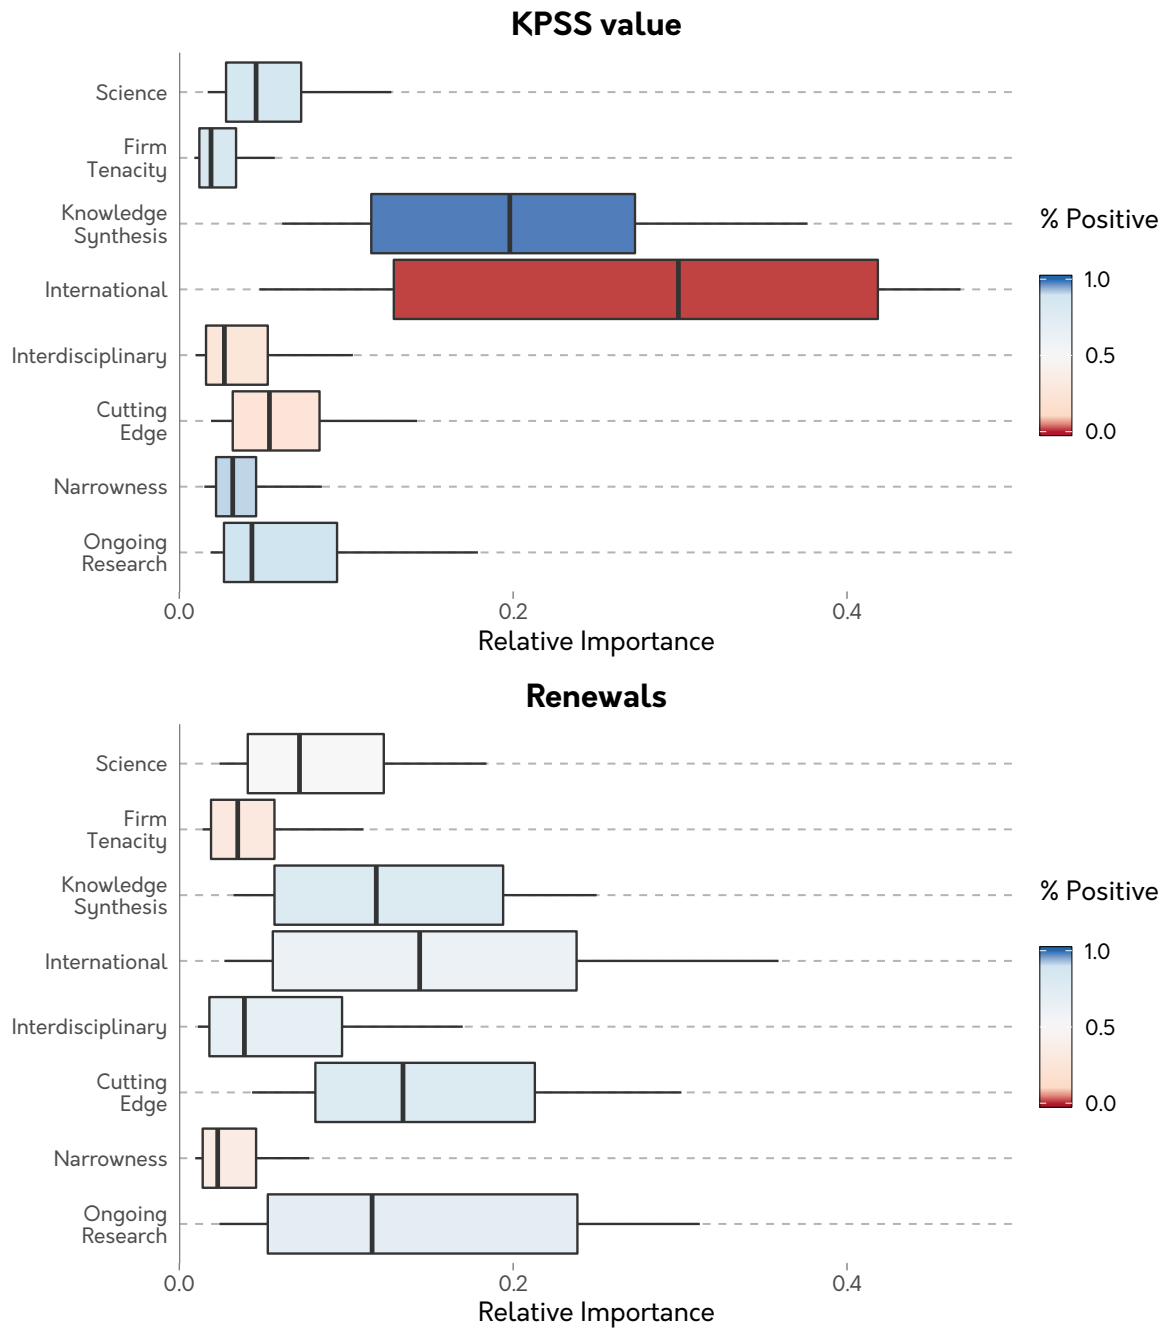 KPSS value
Science
Firm
Tenacity
Knowledge
Synthesis
International
Interdisciplinary
Cutting
Edge
Narrowness
Ongoing
Research
0.0
0.2
0.4
Relative Importance
% Positive
1.0
0.5
0.0
Renewals
Science
Firm
Tenacity
Knowledge
Synthesis
International
Interdisciplinary
Cutting
Edge
Narrowness
Ongoing
Research
0.0
0.2
0.4
Relative Importance
% Positive
1.0
0.5
0.0